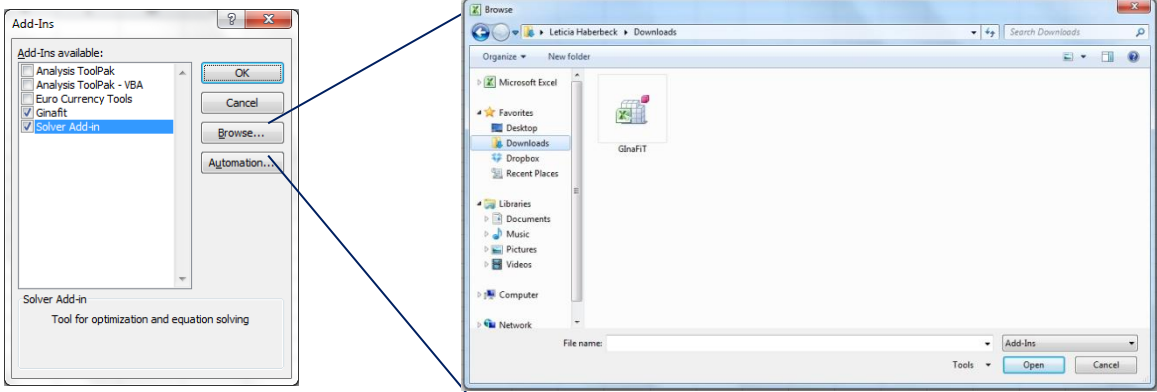 Add-Ins
Add-Ins available:
Analysis ToolPak
Analysis ToolPak - VBA
Euro Currency Tools
Ginafit
Solver Add-in
OK
Cancel
Browse...
Automation...
Solver Add-in
Tool for optimization and equation solving
Browse
Leticia Haberbeck Downloads
Search Downloads
Organize New folder
Microsoft Excel
Favorites
Desktop
Downloads
Dropbox
Recent Places
Libraries
Documents
Music
Pictures
Videos
Computer
Network
GInaFiT
File name:
Add-Ins
Tools Open Cancel